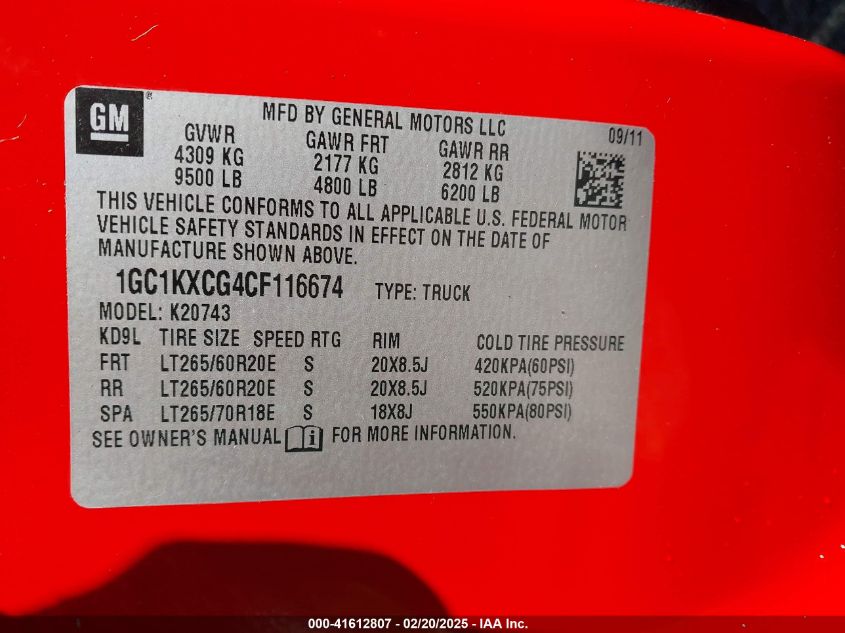 GM ®
MFD BY GENERAL MOTORS LLC
09/11
GVWR GAWR FRT GAWR RR
4309 KG 2177 KG 2812 KG
9500 LB 4800 LB 6200 LB
THIS VEHICLE CONFORMS TO ALL APPLICABLE U.S. FEDERAL MOTOR
VEHICLE SAFETY STANDARDS IN EFFECT ON THE DATE OF
MANUFACTURE SHOWN ABOVE.
1GC1KXCG4CF116674 TYPE: TRUCK
MODEL: K20743
KD9L TIRE SIZE SPEED RTG RIM COLD TIRE PRESSURE
FRT LT265/60R20E S 20X8.5J 420KPA(60PSI)
RR LT265/60R20E S 20X8.5J 520KPA(75PSI)
SPA LT265/70R18E S 18X8J 550KPA(80PSI)
SEE OWNER'S MANUAL i FOR MORE INFORMATION.
000-41612807 - 02/20/2025 - IAA Inc.